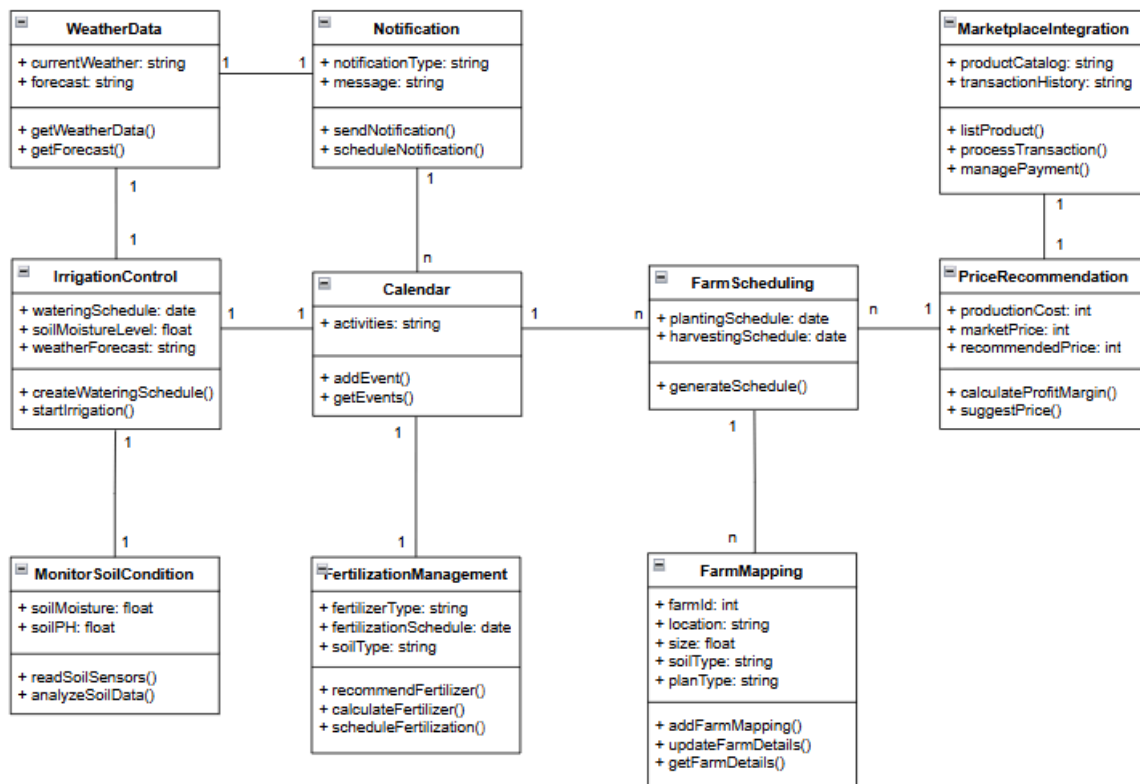 WeatherData
+ currentWeather: string
+ forecast: string
+ getWeatherData()
+ getForecast()
1
1
Notification
+ notificationType: string
+ message: string
+ sendNotification()
+ scheduleNotification()
MarketplaceIntegration
+ productCatalog: string
+ transactionHistory: string
+ listProduct()
+ processTransaction()
+ managePayment()
1
1
1
n
1
1
IrrigationControl
+ wateringSchedule: date
+ soilMoistureLevel: float
+ weatherForecast: string
+ createWateringSchedule()
+ startIrrigation()
1
1
Calendar
+ activities: string
+ addEvent()
+ getEvents()
1
n
FarmScheduling
+ plantingSchedule: date
+ harvestingSchedule: date
+ generateSchedule()
n
1
PriceRecommendation
+ productionCost: int
+ marketPrice: int
+ recommendedPrice: int
+ calculateProfitMargin()
+ suggestPrice()
1
1
1
1
1
n
MonitorSoilCondition
+ soilMoisture: float
+ soilPH: float
+ readSoilSensors()
+ analyzeSoilData()
FertilizationManagement
+ fertilizerType: string
+ fertilizationSchedule: date
+ soilType: string
+ recommendFertilizer()
+ calculateFertilizer()
+ scheduleFertilization()
FarmMapping
+ farmId: int
+ location: string
+ size: float
+ soilType: string
+ planType: string
+ addFarmMapping()
+ updateFarmDetails()
+ getFarmDetails()